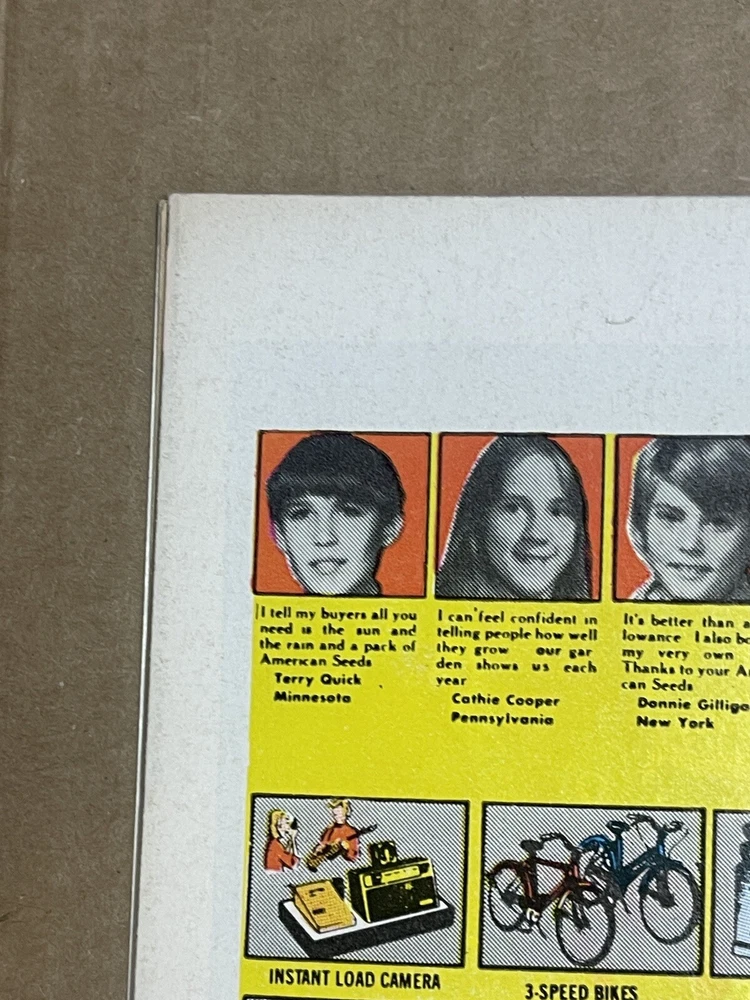 I tell my buyers all you
need is the sun and
the rain and a pack of
American Seeds
Terry Quick
Minnesota
I can feel confident in
telling people how well
they grow our gar
den shows us each
year
Cathie Cooper
Pennsylvania
It's better than a
lowance I also bo
my very own
Thanks to your A
can Seeds
Donnie Gillig
New York
INSTANT LOAD CAMERA
3-SPEED BIKES